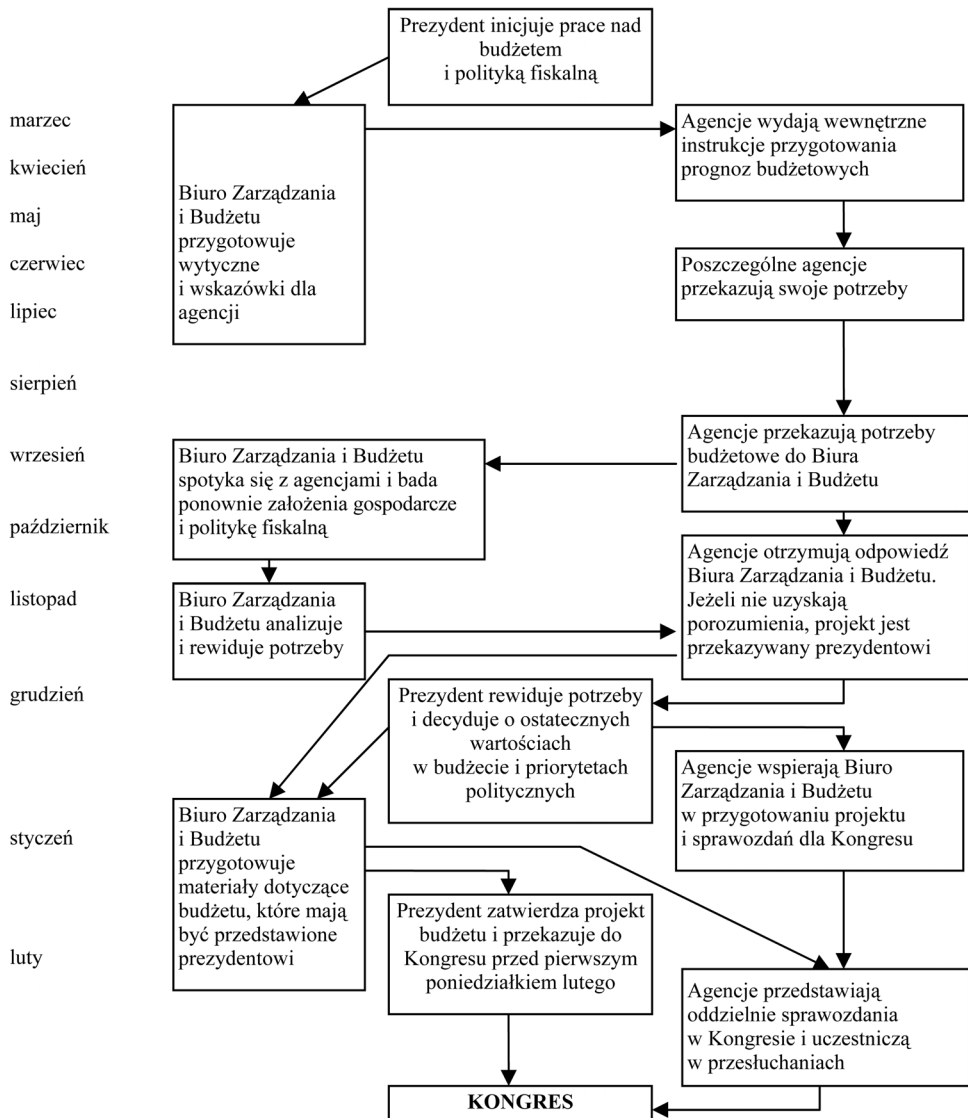 Prezydent inicjuje prace nad
budżetem
i polityką fiskalną
marzec
kwiecień
maj
czerwiec
lipiec
sierpień
wrzesień
październik
listopad
grudzień
styczeń
luty
Biuro Zarządzania
i Budżetu
przygotowuje
wytyczne
i wskazówki dla
agencji
Agencje wydają wewnętrzne
instrukcje przygotowania
prognoz budżetowych
Poszczególne agencje
przekazują swoje potrzeby
Agencje przekazują potrzeby
budżetowe do Biura
Zarządzania i Budżetu
Biuro Zarządzania i Budżetu
spotyka się z agencjami i bada
ponownie założenia gospodarcze
i politykę fiskalną
Biuro Zarządzania
i Budżetu analizuje
i rewiduje potrzeby
Agencje otrzymują odpowiedź
Biura Zarządzania i Budżetu.
Jeżeli nie uzyskają
porozumienia, projekt jest
przekazywany prezydentowi
Prezydent rewiduje potrzeby
i decyduje o ostatecznych
wartościach
w budżecie i priorytetach
politycznych
Agencje wspierają Biuro
Zarządzania i Budżetu
w przygotowaniu projektu
i sprawozdań dla Kongresu
Biuro Zarządzania
i Budżetu
przygotowuje
materiały dotyczące
budżetu, które mają
być przedstawione
prezydentowi
Prezydent zatwierdza projekt
budżetu i przekazuje do
Kongresu przed pierwszym
poniedziałkiem lutego
Agencje przedstawiają
oddzielnie sprawozdania
w Kongresie i uczestniczą
w przesłuchaniach
KONGRES